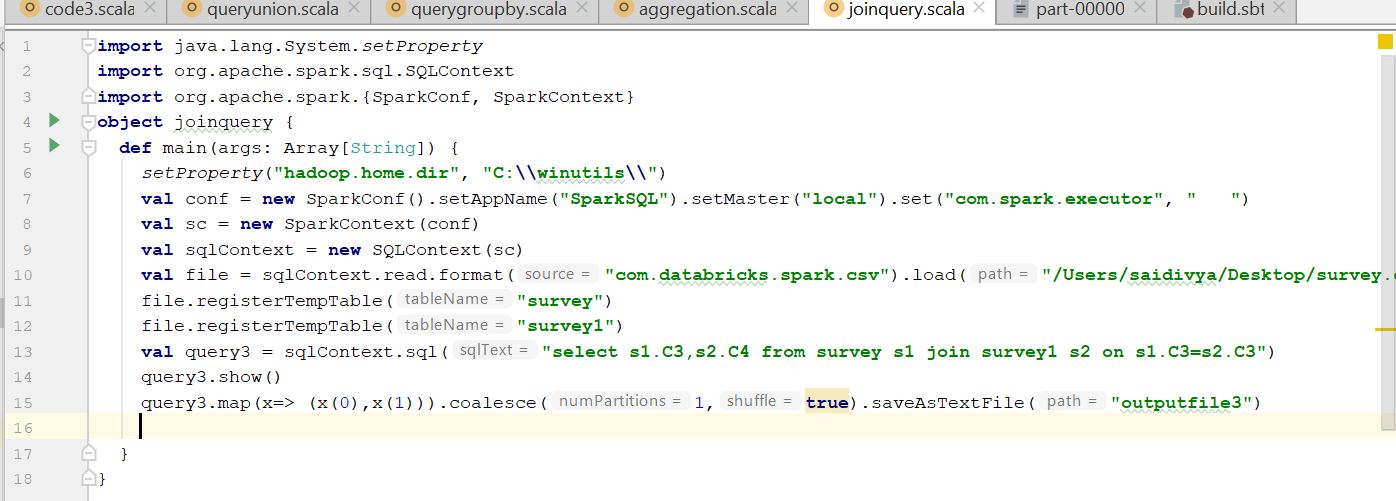 code3.scala queryunion.scala querygroupby.scala aggregation.scala joinquery.scala part-00000 build.sbt
1 import java.lang.System.setProperty
2 import org.apache.spark.sql.SQLContext
3 import org.apache.spark.{SparkConf, SparkContext}
4 object joinquery {
5 def main(args: Array[String]) {
6 setProperty("hadoop.home.dir", "C:\\winutils\\")
7 val conf = new SparkConf().setAppName("SparkSQL").setMaster("local").set("com.spark.executor", "   ")
8 val sc = new SparkContext(conf)
9 val sqlContext = new SQLContext(sc)
10 val file = sqlContext.read.format( source = "com.databricks.spark.csv").load( path = "/Users/saidivya/Desktop/survey.
11 file.registerTempTable( tableName = "survey")
12 file.registerTempTable( tableName = "survey1")
13 val query3 = sqlContext.sql( sqlText = "select s1.C3,s2.C4 from survey s1 join survey1 s2 on s1.C3=s2.C3")
14 query3.show()
15 query3.map(x=> (x(0),x(1))).coalesce( numPartitions = 1, shuffle = true).saveAsTextFile( path = "outputfile3")
16
17 }
18 }